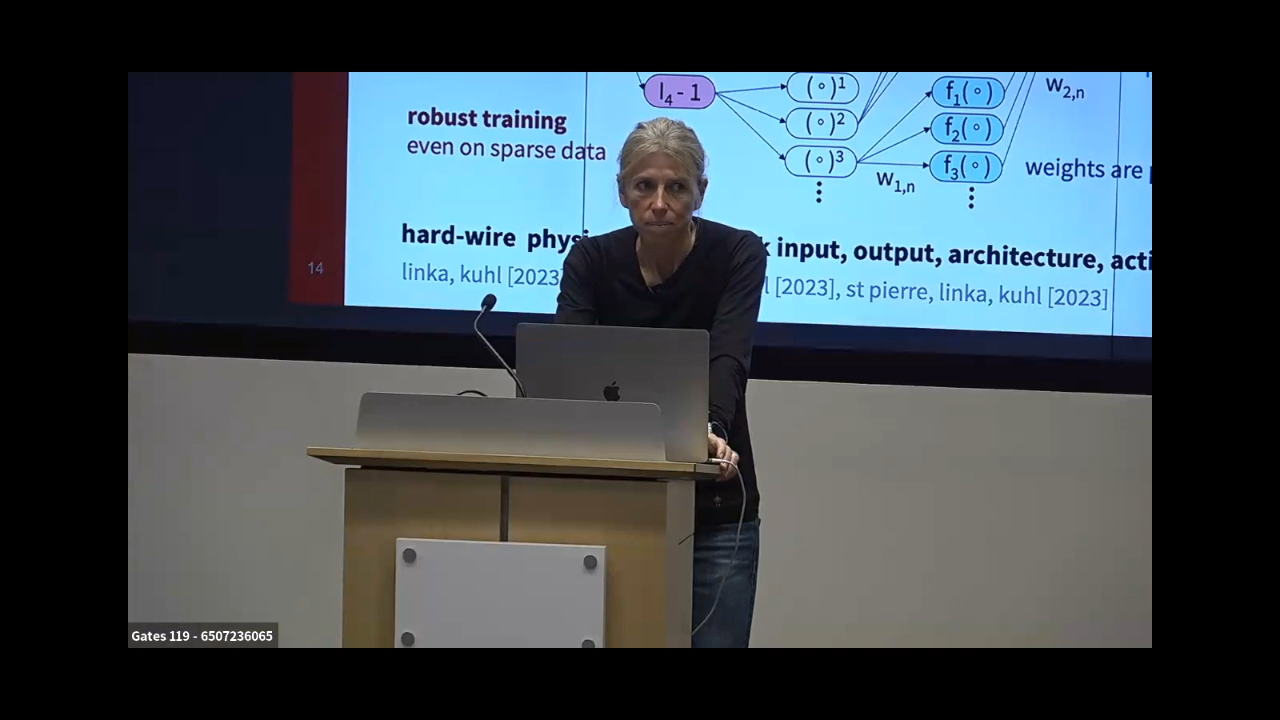 I4 - 1
(∘)1
(∘)2
(∘)3
⋮
w1,n
f1(∘)
f2(∘)
f3(∘)
⋮
w2,n
robust training
even on sparse data
weights are
hard-wire
input, output, architecture,
14
linka, kuhl [2023
[2023], st pierre, linka, kuhl [2023]
Gates 119 - 6507236065